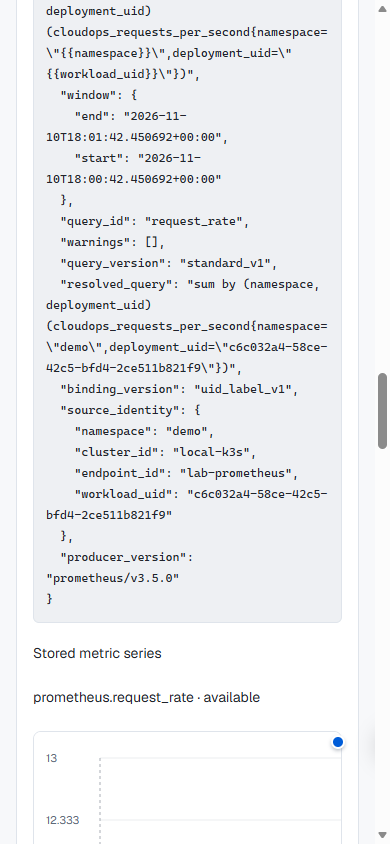 deployment_uid)
(cloudops_requests_per_second{namespace=
\"{{namespace}}\",deployment_uid=\"
{{workload_uid}}\"})",
"window": {
"end": "2026-11-
10T18:01:42.450692+00:00",
"start": "2026-11-
10T18:00:42.450692+00:00"
},
"query_id": "request_rate",
"warnings": [],
"query_version": "standard_v1",
"resolved_query": "sum by (namespace,
deployment_uid)
(cloudops_requests_per_second{namespace=
\"demo\",deployment_uid=\"c6c032a4-58ce-
42c5-bfd4-2ce511b821f9\"})",
"binding_version": "uid_label_v1",
"source_identity": {
"namespace": "demo",
"cluster_id": "local-k3s",
"endpoint_id": "lab-prometheus",
"workload_uid": "c6c032a4-58ce-42c5-
bfd4-2ce511b821f9"
},
"producer_version":
"prometheus/v3.5.0"
}
Stored metric series
prometheus.request_rate · available
13
12.333